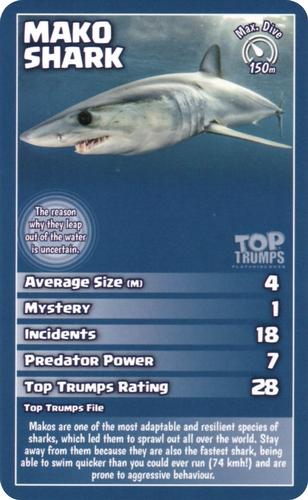 MAKO
SHARK
Max. Dive
150m
The reason
why they leap
out of the water
is uncertain.
TOP
TRUMPS
Average Size (M) 4
Mystery 1
Incidents 18
Predator Power 7
Top Trumps Rating 28
Top Trumps File
Makos are one of the most adaptable and resilient species of
sharks, which led them to sprawl out all over the world. Stay
away from them because they are also the fastest shark, being
able to swim quicker than you could ever run (74 kmh!) and are
prone to aggressive behaviour.